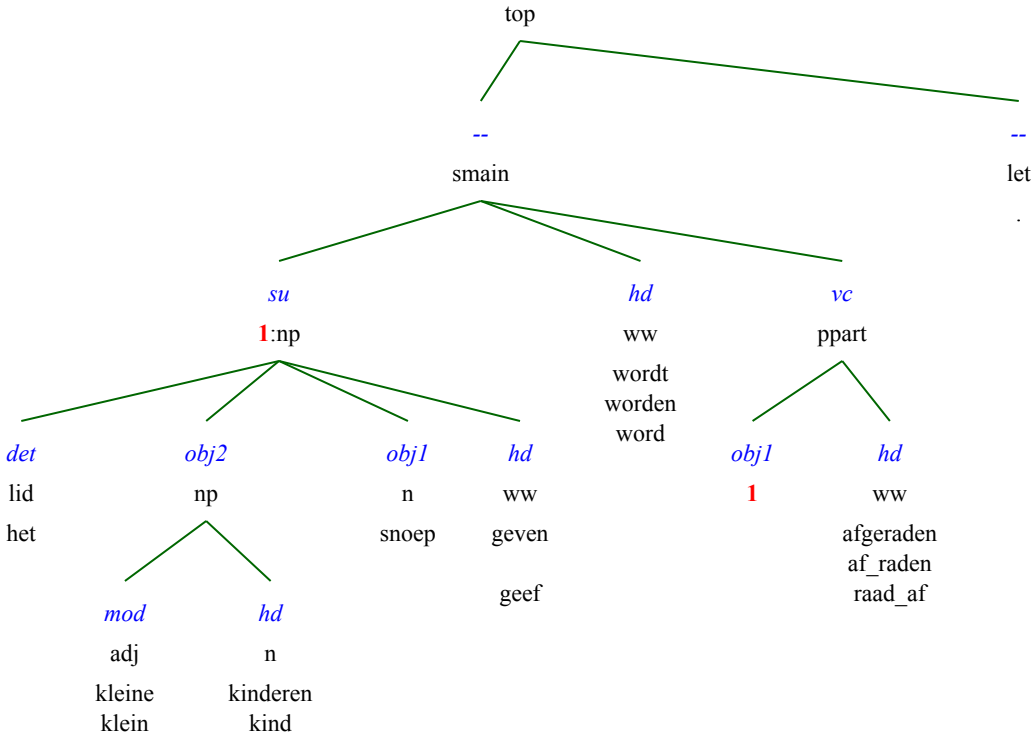 top
-- --
smain let
.
su hd vc
1:np ww ppart
wordt
worden
word
det obj2 obj1 hd obj1 hd
lid np n ww 1 ww
het snoep geven afgeraden
af_raden
geef raad_af
mod hd
adj n
kleine kinderen
klein kind